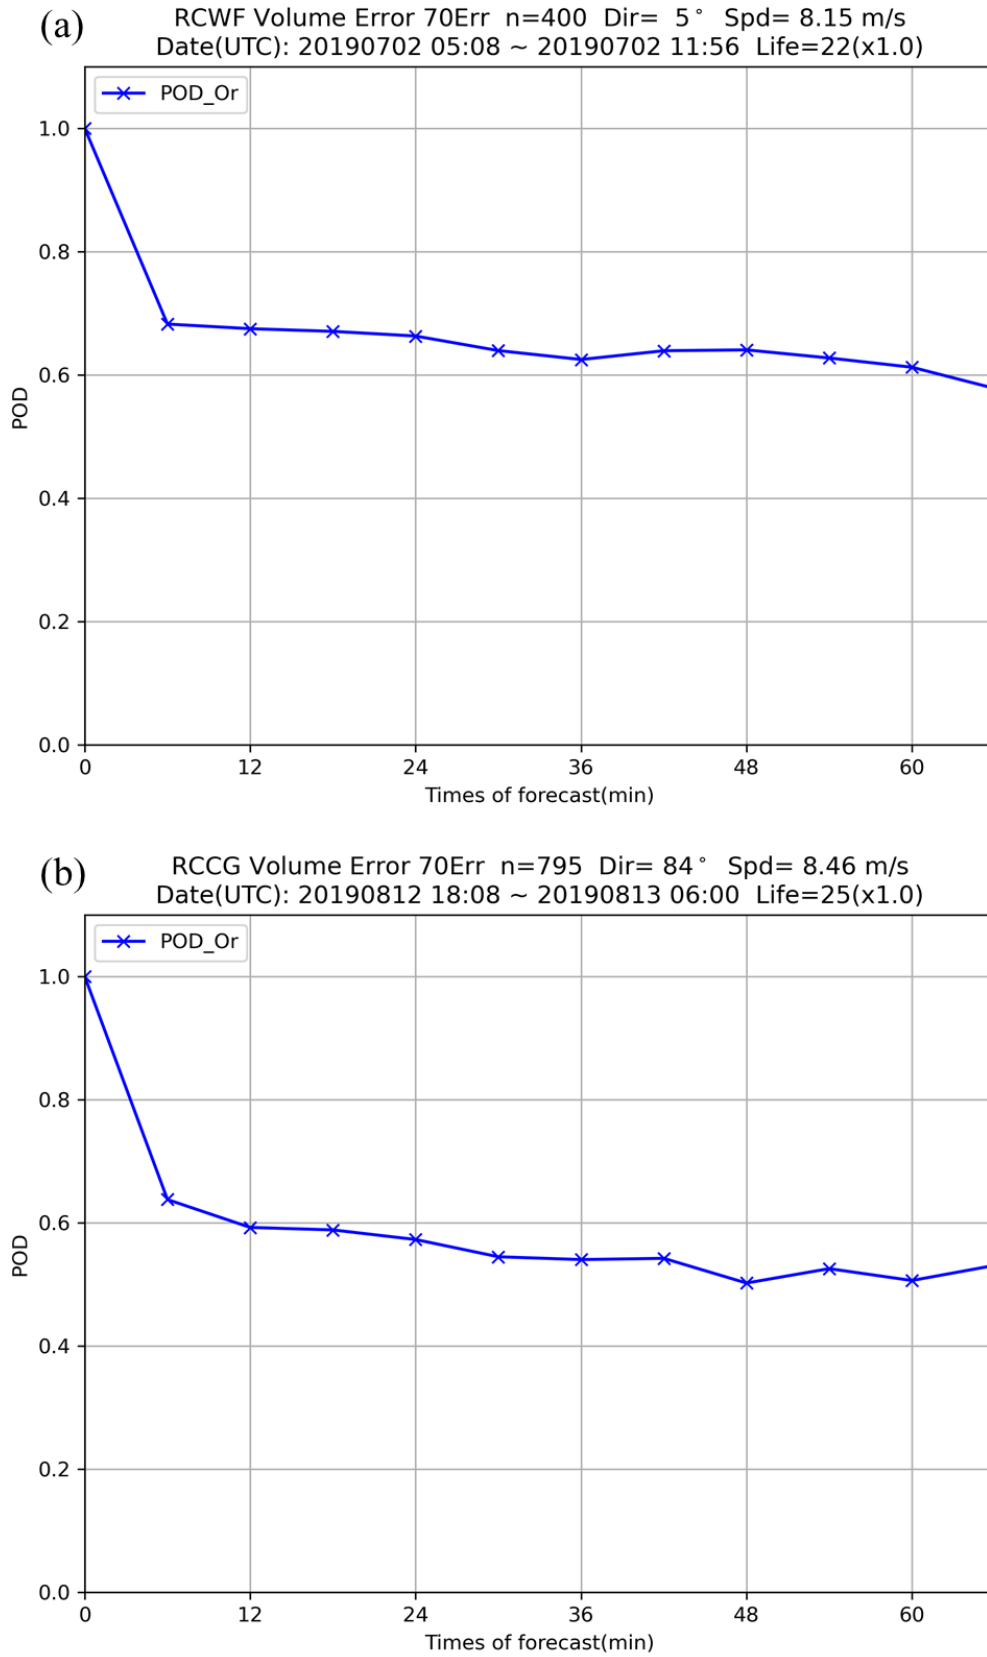 (a)
RCWF Volume Error 70Err n=400 Dir= 5° Spd= 8.15 m/s
Date(UTC): 20190702 05:08 ~ 20190702 11:56 Life=22(x1.0)
POD_Or
1.0
0.8
0.6
0.4
0.2
0.0
POD
0 12 24 36 48 60
Times of forecast(min)
(b)
RCCG Volume Error 70Err n=795 Dir= 84° Spd= 8.46 m/s
Date(UTC): 20190812 18:08 ~ 20190813 06:00 Life=25(x1.0)
POD_Or
1.0
0.8
0.6
0.4
0.2
0.0
POD
0 12 24 36 48 60
Times of forecast(min)